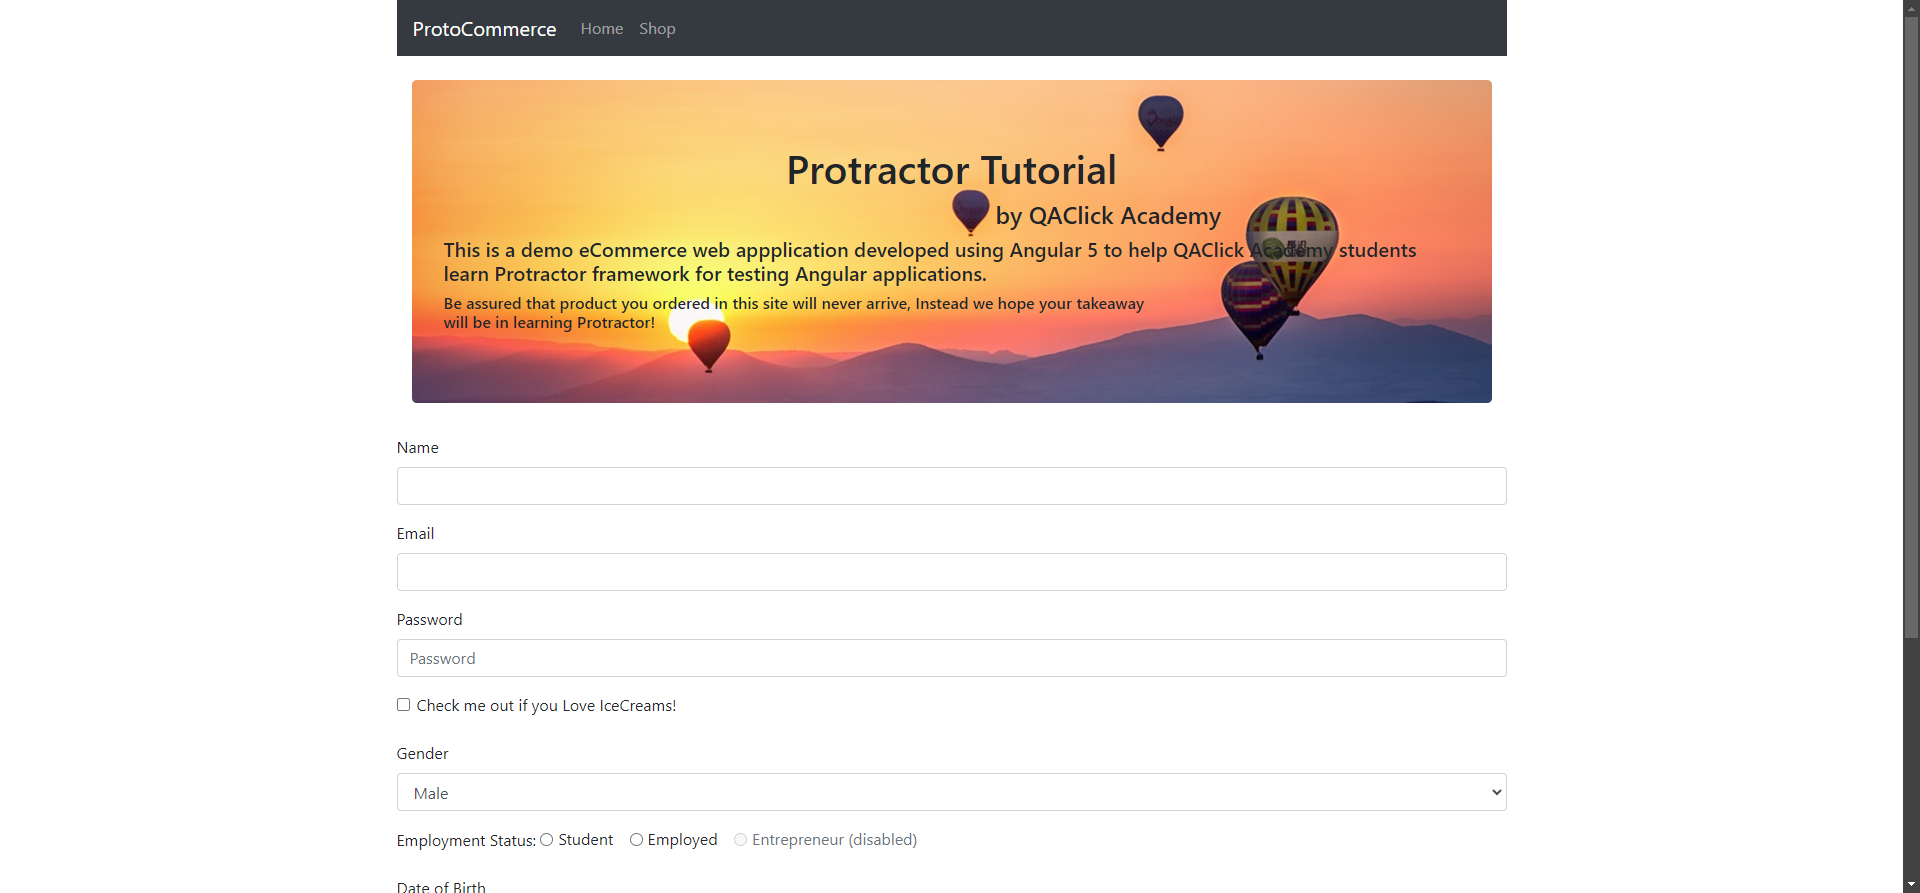 ProtoCommerce Home Shop
Protractor Tutorial
by QAClick Academy
This is a demo eCommerce web appplication developed using Angular 5 to help QAClick Academy students
learn Protractor framework for testing Angular applications.
Be assured that product you ordered in this site will never arrive, Instead we hope your takeaway
will be in learning Protractor!
Name
Email
Password
Password
Check me out if you Love IceCreams!
Gender
Male
Employment Status: Student Employed Entrepreneur (disabled)
Date of Birth